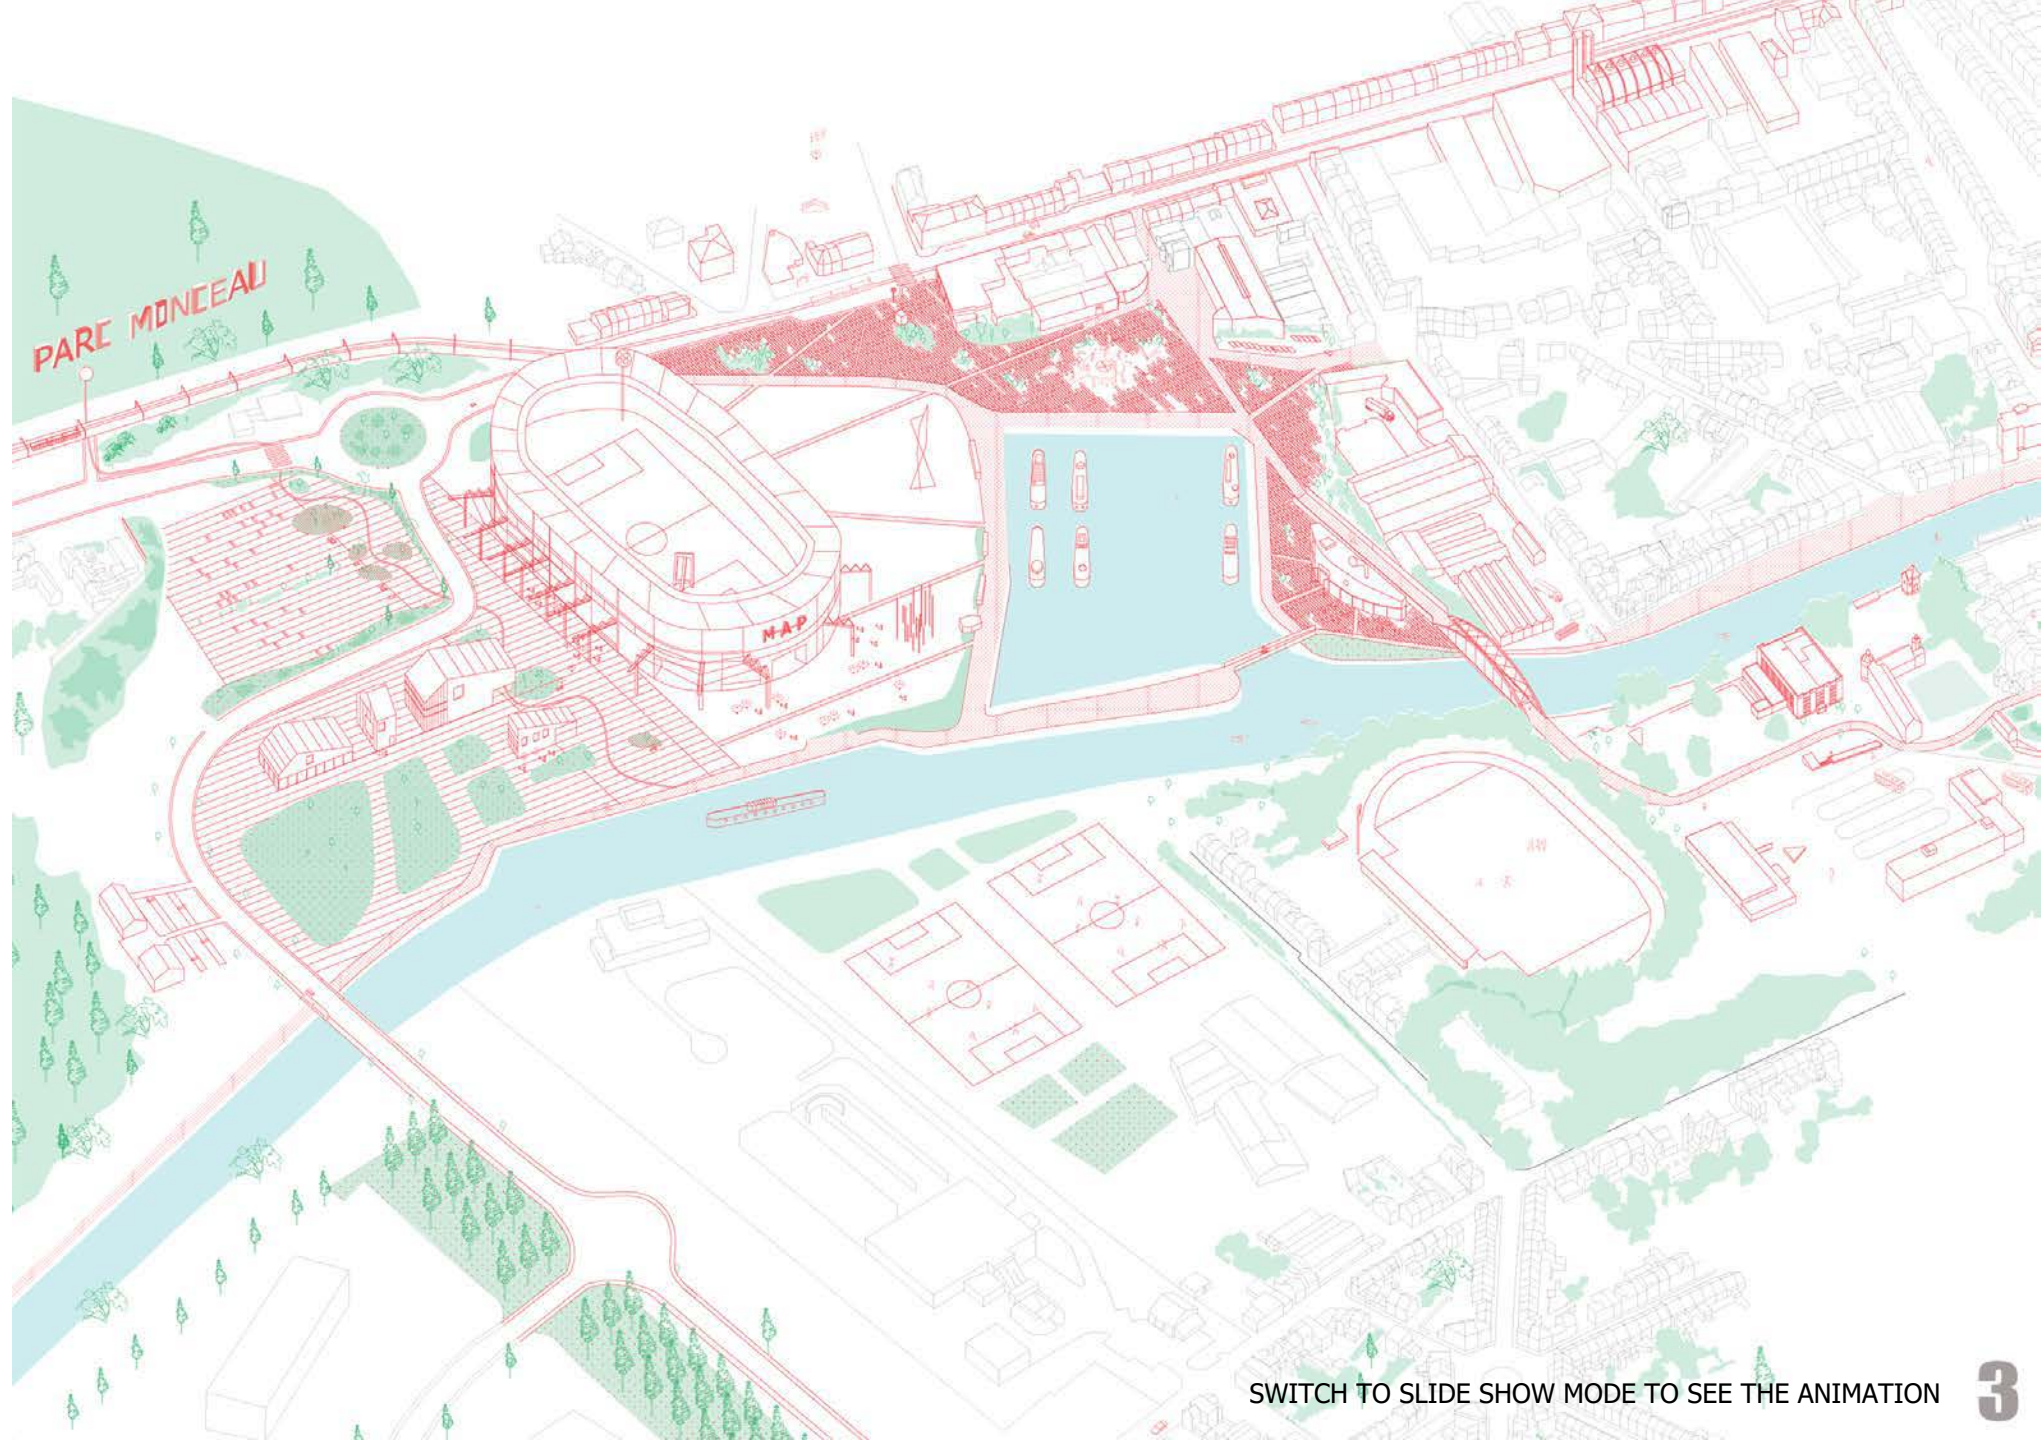 PARC MONCEAU
MAP
SWITCH TO SLIDE SHOW MODE TO SEE THE ANIMATION
3